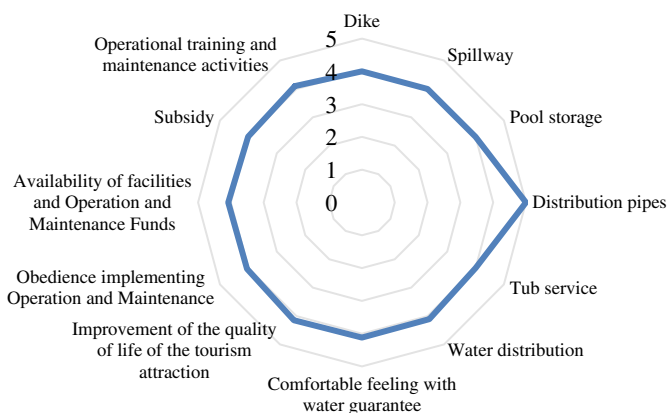 Dike
Spillway
Pool storage
Distribution pipes
Tub service
Water distribution
Comfortable feeling with
water guarantee
Improvement of the quality
of life of the tourism
attraction
Obedience implementing
Operation and Maintenance
Availability of facilities
and Operation and
Maintenance Funds
Subsidy
Operational training and
maintenance activities
5
4
3
2
1
0